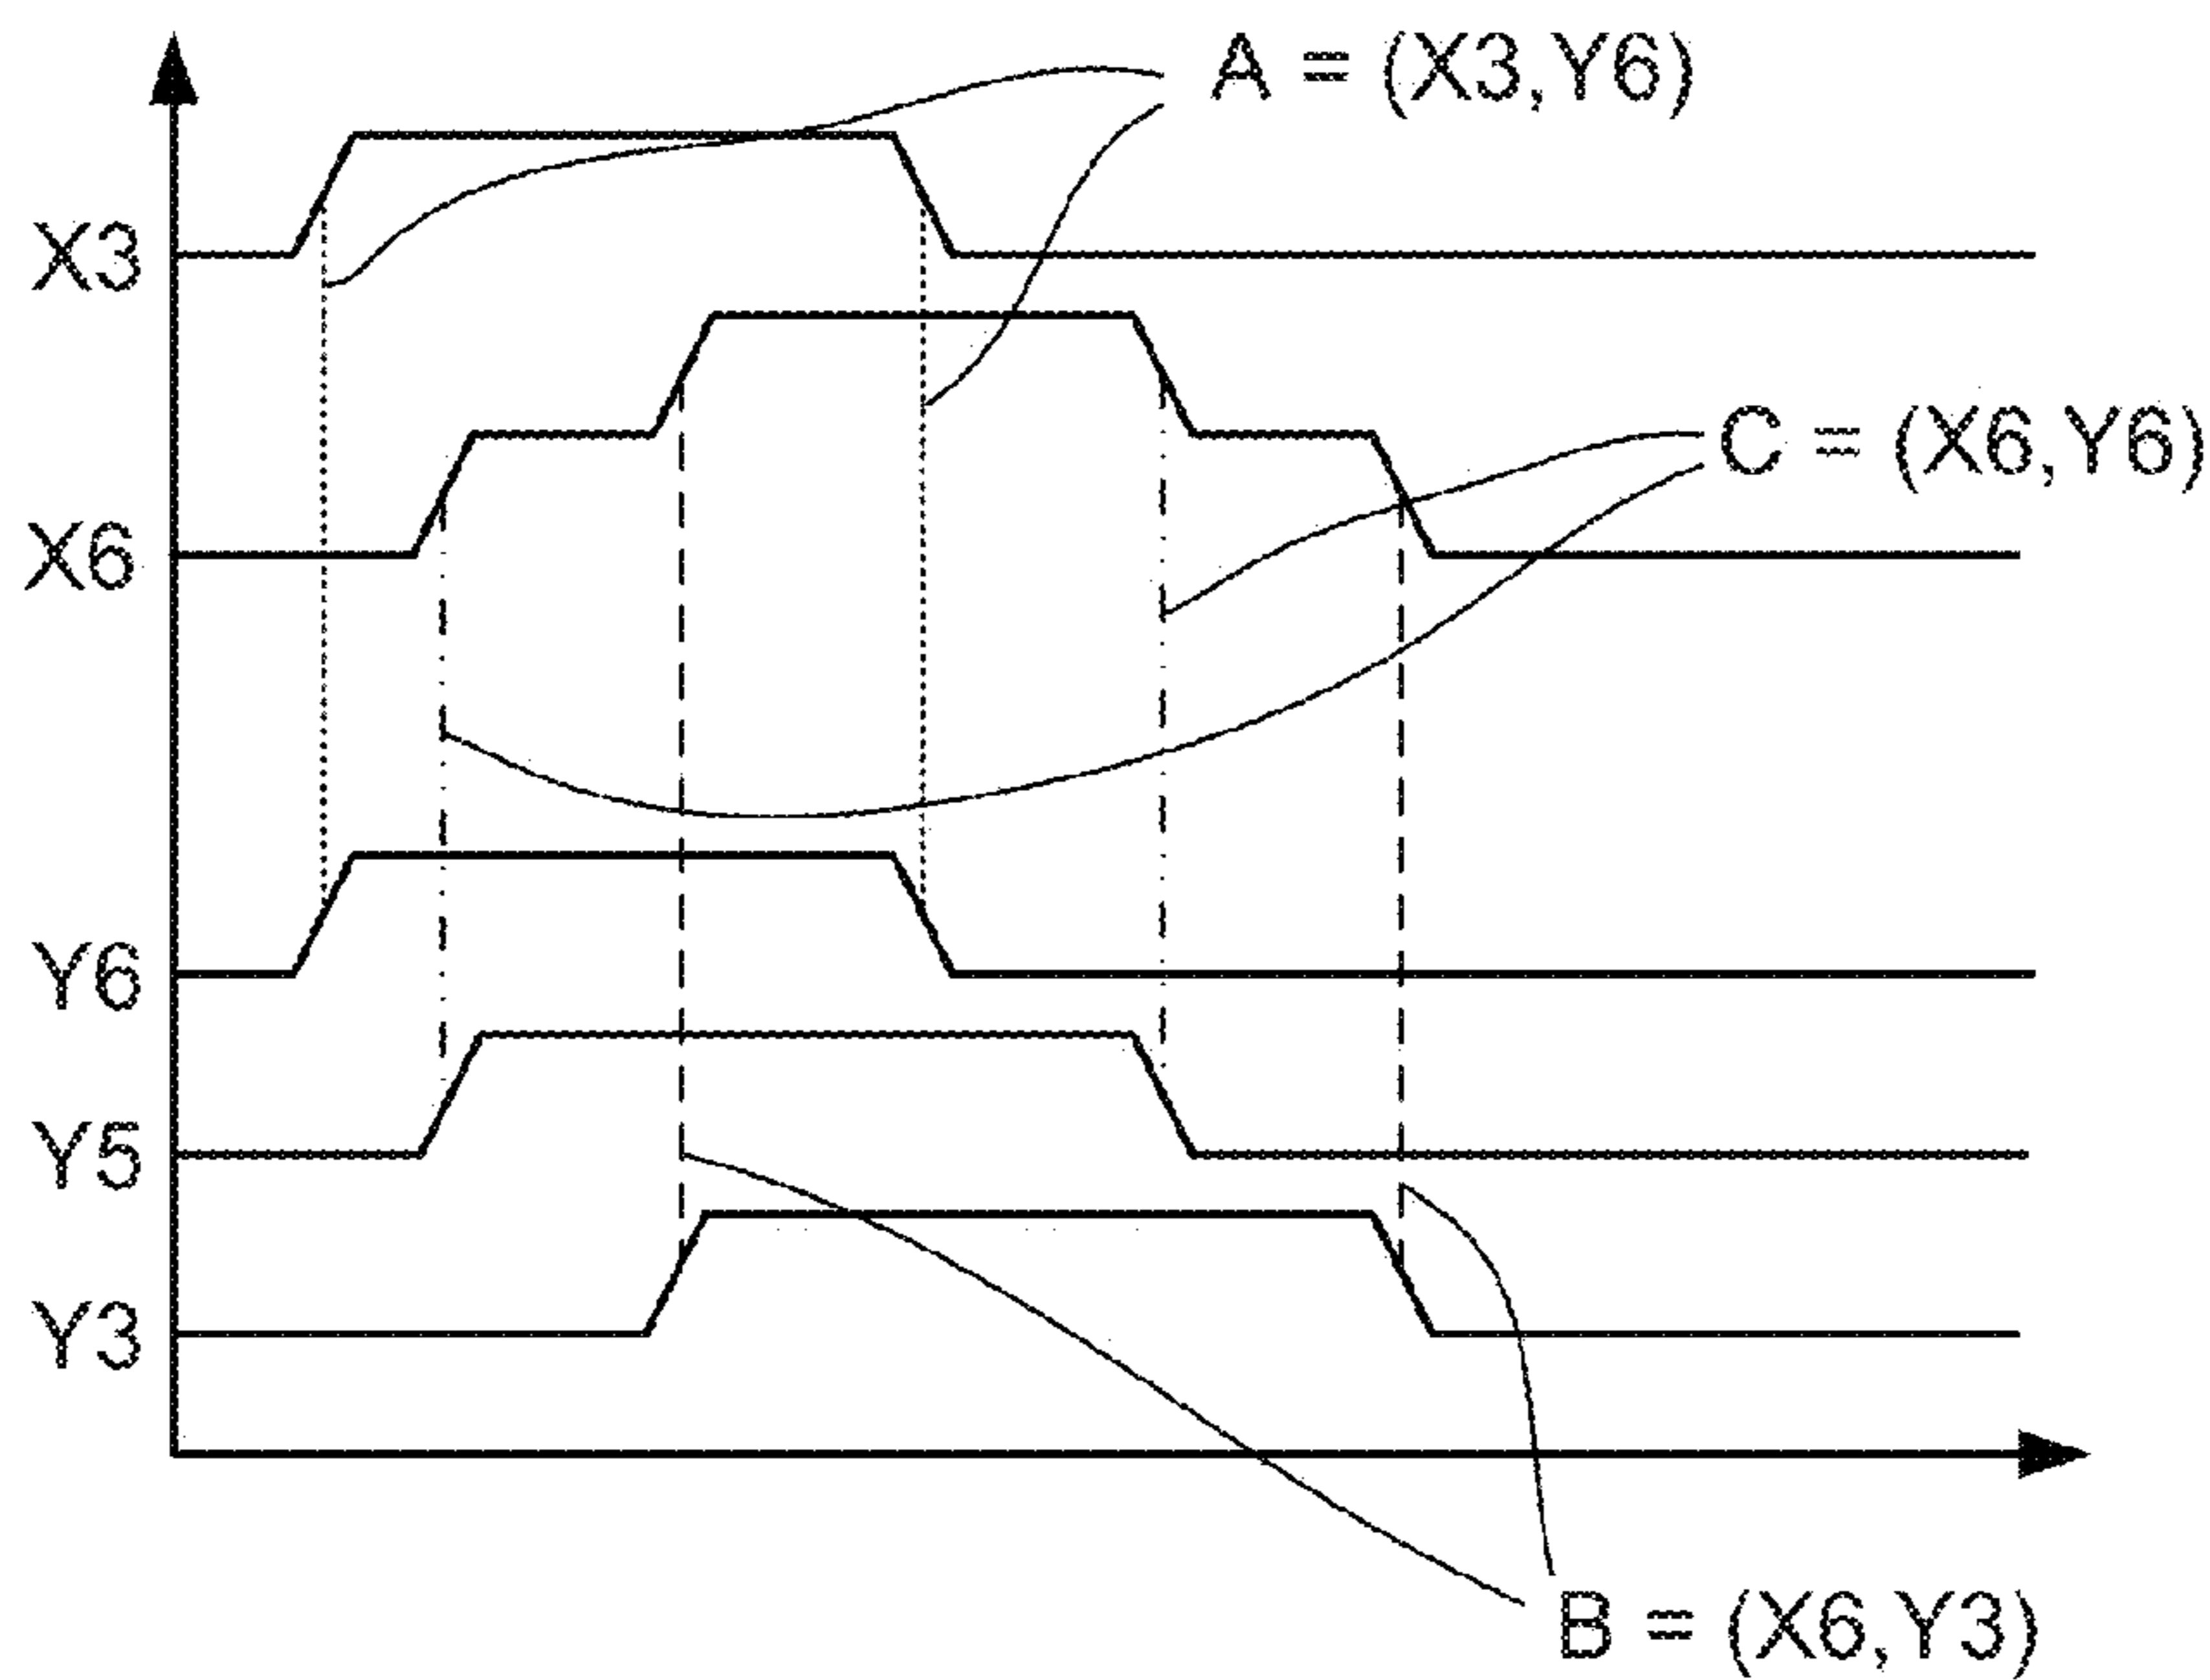 A = (X3,Y6)
X3
C = (X6,Y6)
X6
Y6
Y5
Y3
B = (X6,Y3)